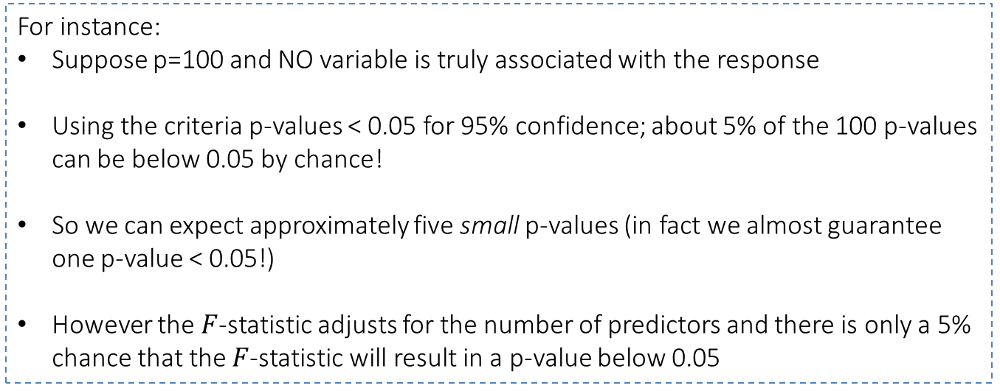 For instance:
• Suppose p=100 and NO variable is truly associated with the response
• Using the criteria p-values < 0.05 for 95% confidence; about 5% of the 100 p-values
can be below 0.05 by chance!
• So we can expect approximately five small p-values (in fact we almost guarantee
one p-value < 0.05!)
• However the F-statistic adjusts for the number of predictors and there is only a 5%
chance that the F-statistic will result in a p-value below 0.05